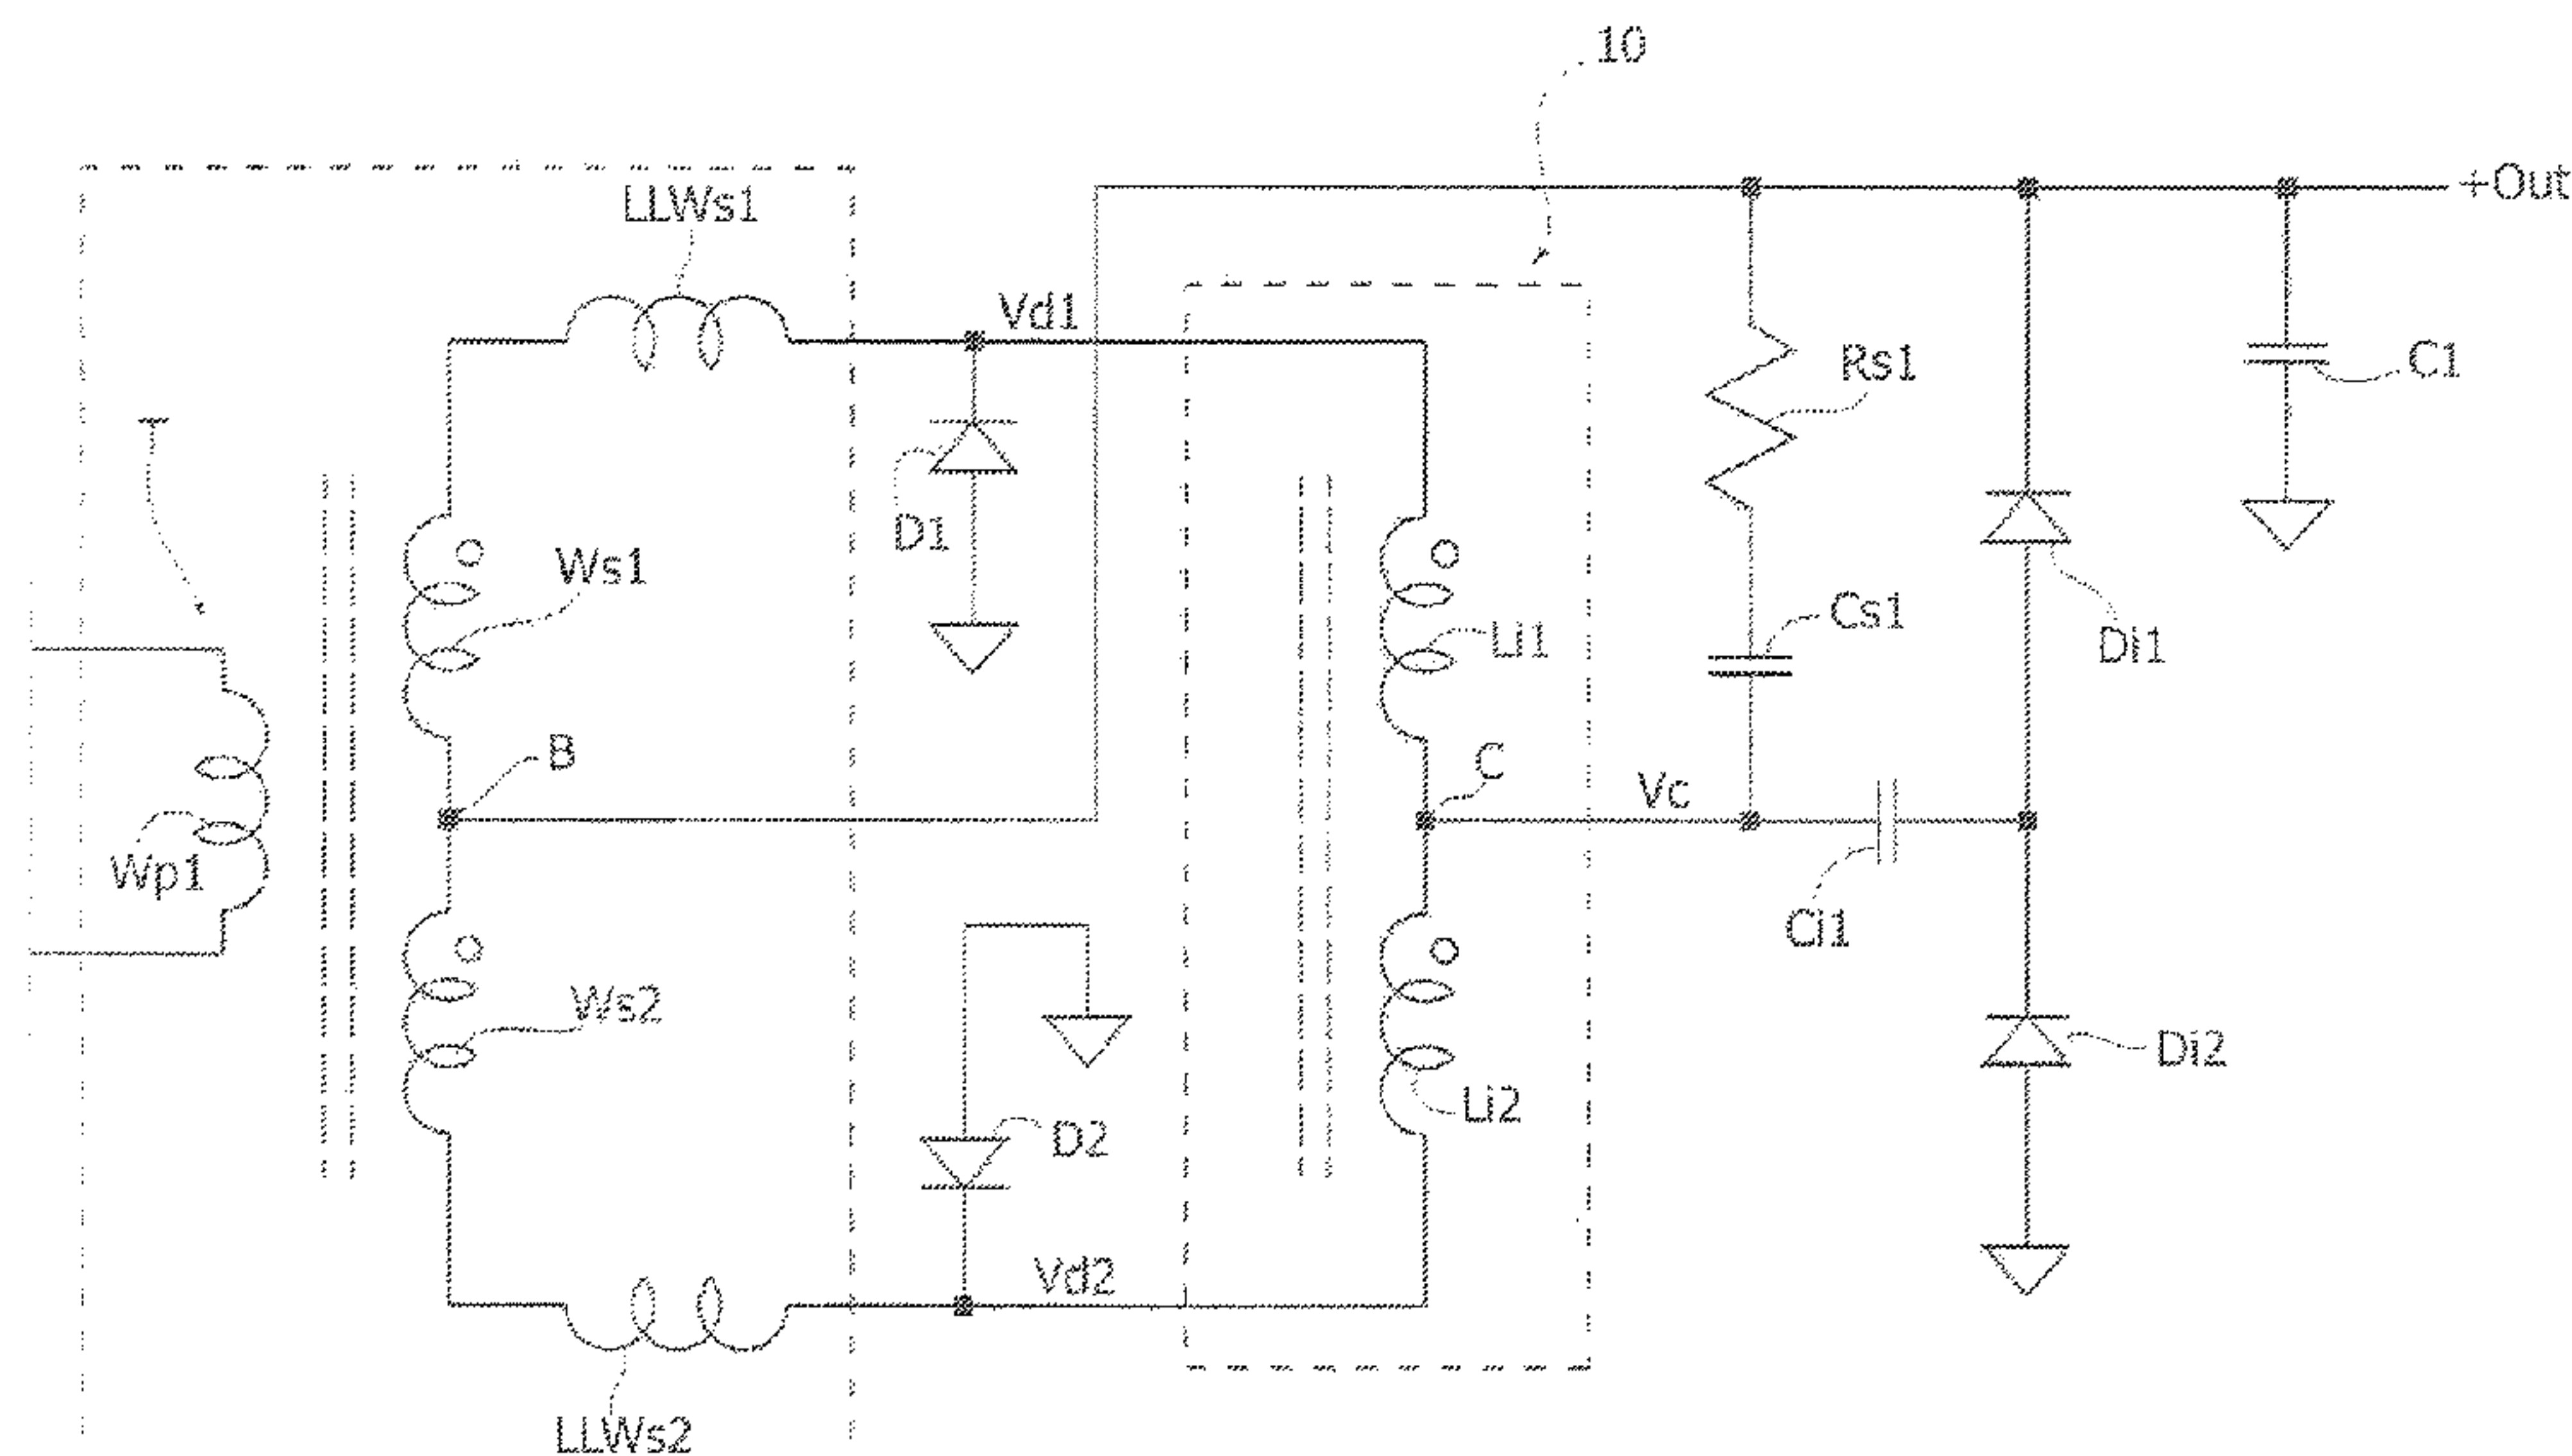 10
+Out
LLWs1
Vd1
Rs1
C1
T
D1
Ws1
Cs1
Li1
Di1
B
C
Vc
Wp1
Ci1
Ws2
Di2
Li2
D2
Vd2
LLWs2